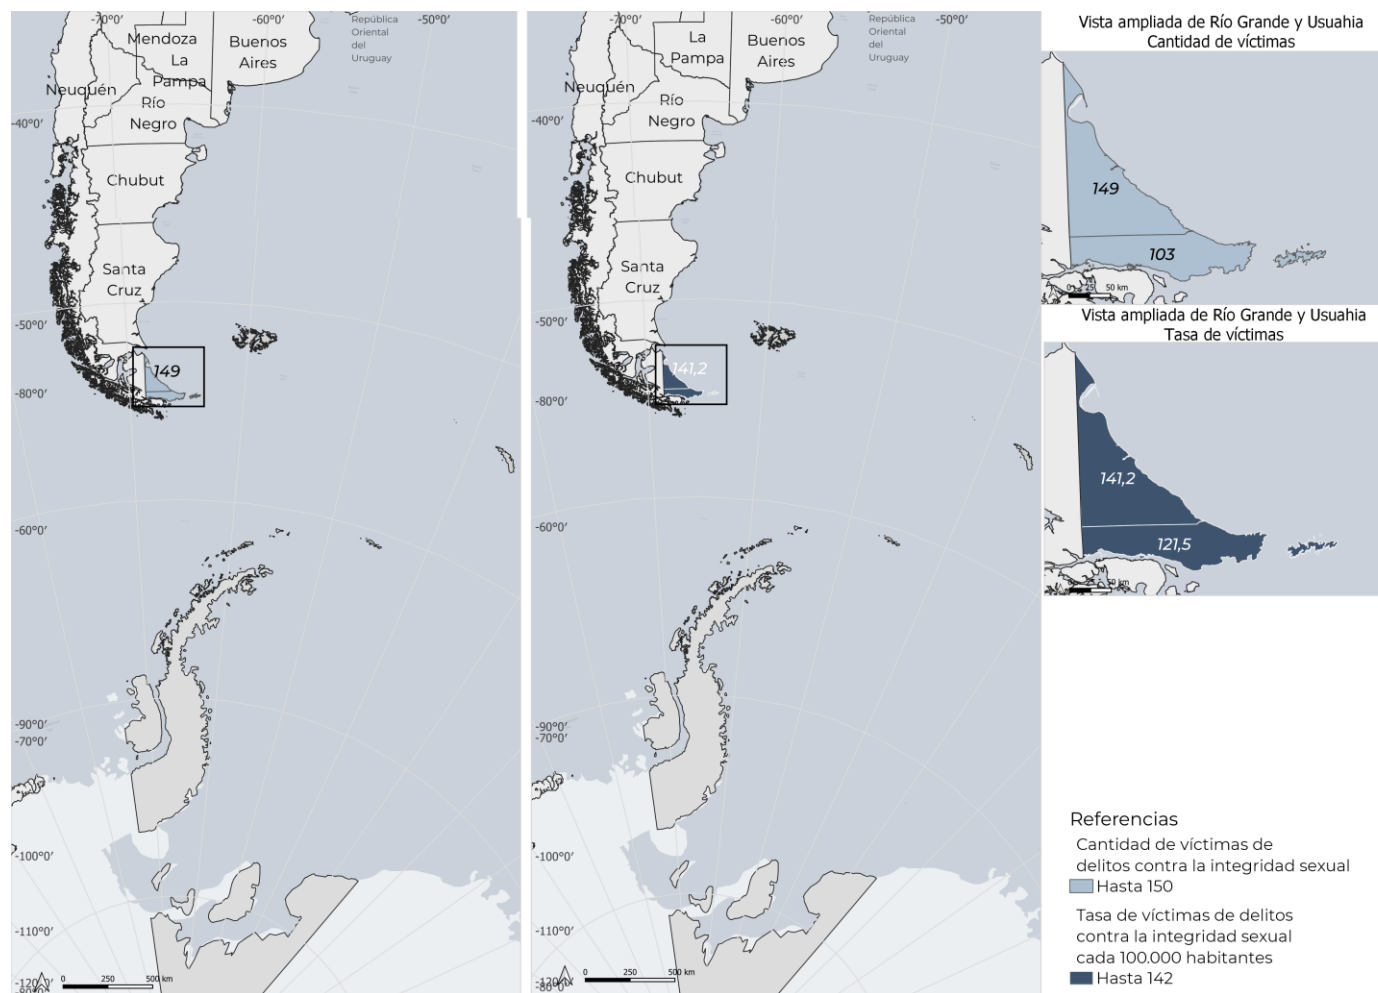 -70°0'
-60°0'
-50°0'
República
Oriental
del
Uruguay
Mendoza
La
Pampa
Buenos
Aires
Neuquén
Río
Negro
-40°0'
Chubut
Santa
Cruz
-50°0'
149
-80°0'
-60°0'
-90°0'
-70°0'
-100°0'
-110°0'
-120°0'
0 250 500 km
-70°0'
-60°0'
-50°0'
República
Oriental
del
Uruguay
La
Pampa
Buenos
Aires
Neuquén
Río
Negro
-40°0'
Chubut
Santa
Cruz
-50°0'
141,2
-80°0'
-60°0'
-90°0'
-70°0'
-100°0'
-110°0'
0 250 500 km
Vista ampliada de Río Grande y Usuahia
Cantidad de víctimas
149
103
0 25 50 km
Vista ampliada de Río Grande y Usuahia
Tasa de víctimas
141,2
121,5
50 km
Referencias
Cantidad de víctimas de
delitos contra la integridad sexual
Hasta 150
Tasa de víctimas de delitos
contra la integridad sexual
cada 100.000 habitantes
Hasta 142